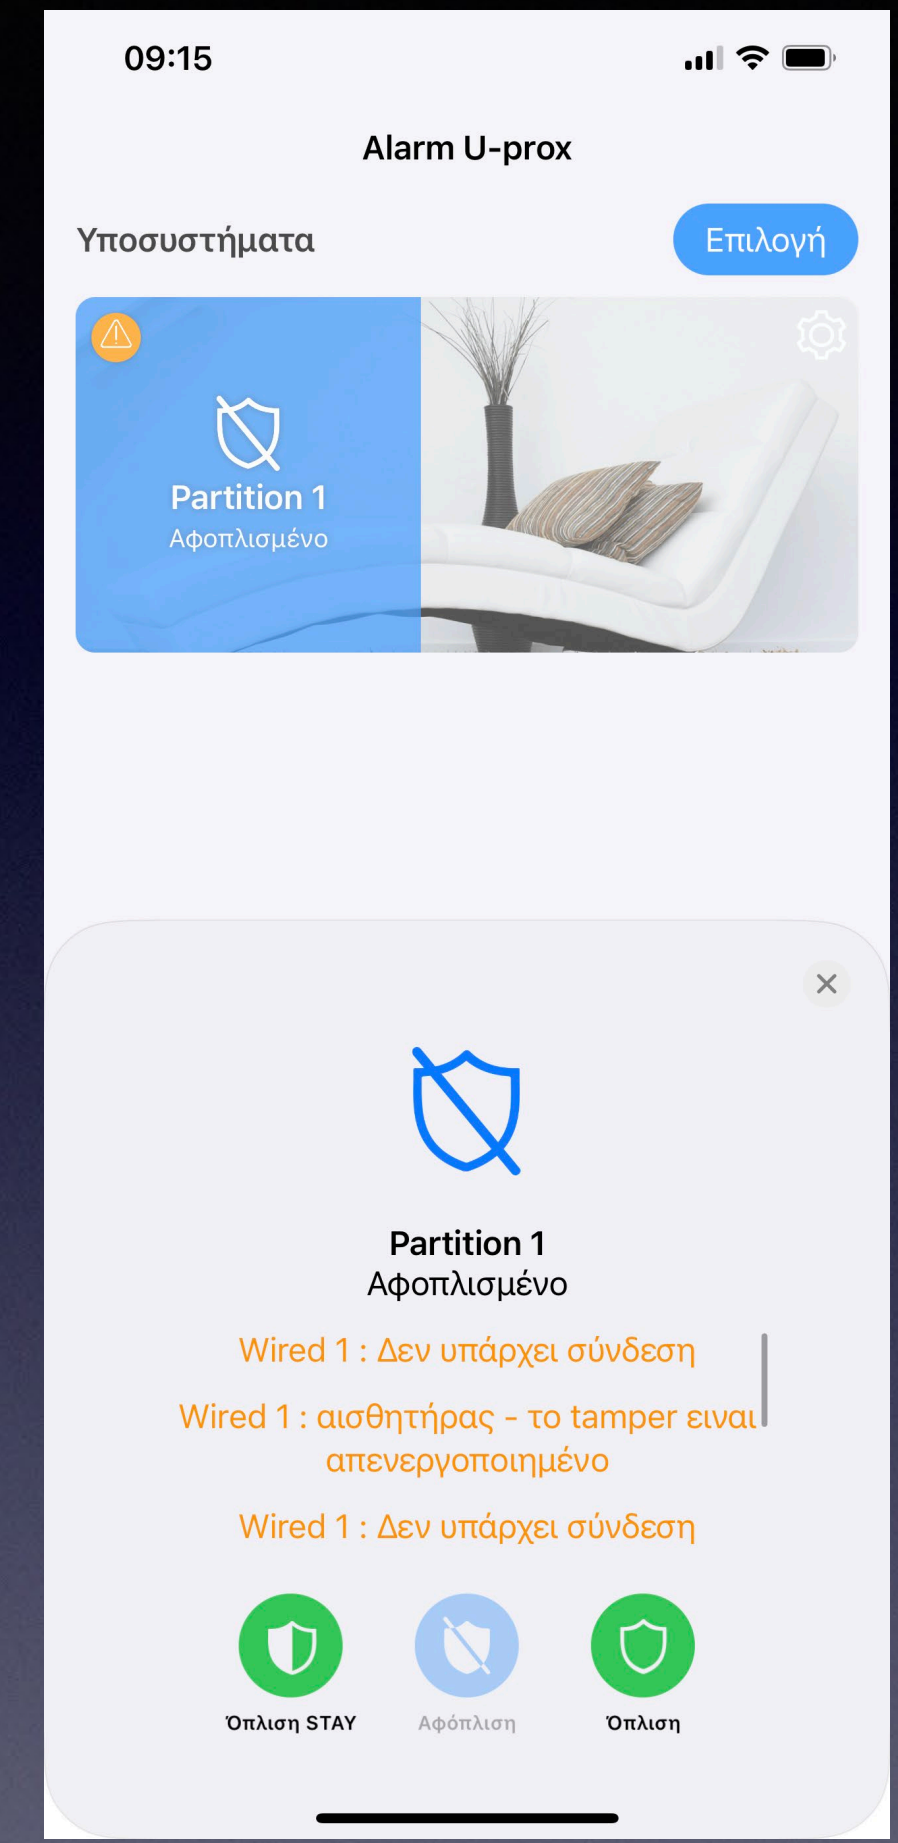 09:15
Alarm U-prox
Υποσυστήματα
Επιλογή
Partition 1
Αφοπλισμένο
Partition 1
Αφοπλισμένο
Wired 1 : Δεν υπάρχει σύνδεση
Wired 1 : αισθητήρας - το tamper ειναι
απενεργοποιημένο
Wired 1 : Δεν υπάρχει σύνδεση
Όπλιση STAY
Αφόπλιση
Όπλιση